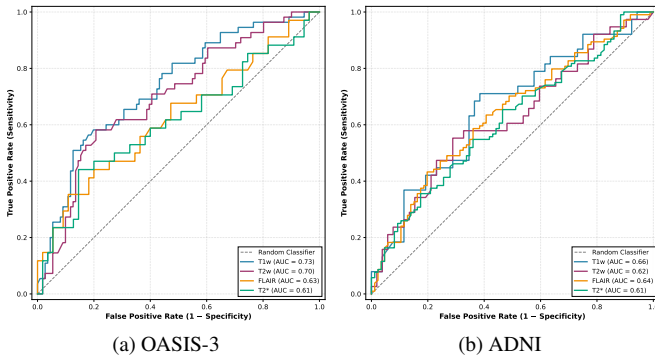 True Positive Rate (Sensitivity)
1.0
0.8
0.6
0.4
0.2
0.0
0.0 0.2 0.4 0.6 0.8 1.0
False Positive Rate (1 − Specificity)
Random Classifier
T1w (AUC = 0.73)
T2w (AUC = 0.70)
FLAIR (AUC = 0.63)
T2* (AUC = 0.61)
(a) OASIS-3
True Positive Rate (Sensitivity)
1.0
0.8
0.6
0.4
0.2
0.0
0.0 0.2 0.4 0.6 0.8 1.0
False Positive Rate (1 − Specificity)
Random Classifier
T1w (AUC = 0.66)
T2w (AUC = 0.62)
FLAIR (AUC = 0.64)
T2* (AUC = 0.61)
(b) ADNI